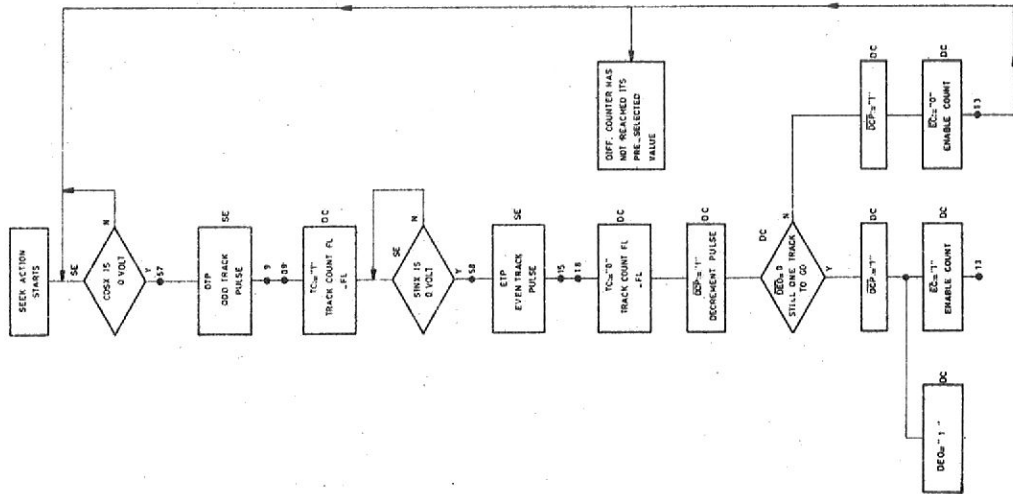 SEEK ACTION
STARTS
SE
COSX IS
0 VOLT
N
Y
57
SE
OTP
ODD TRACK
PULSE
9
D9
DC
TC="1"
TRACK COUNT FL
-FL
SE
SINX IS
0 VOLT
N
Y
58
SE
ETP
EVEN TRACK
PULSE
15
18
DC
TC="0"
TRACK COUNT FL
-FL
DC
DCP="1"
DECREMENT PULSE
DC
DEO=0
STILL ONE TRACK
TO GO
N
Y
DC
DCP="1"
DC
EC="1"
ENABLE COUNT
13
DC
DEO="1"
DC
DCP="1"
DC
EC="0"
ENABLE COUNT
13
DIFF. COUNTER HAS
NOT REACHED ITS
PRE_SELECTED
VALUE